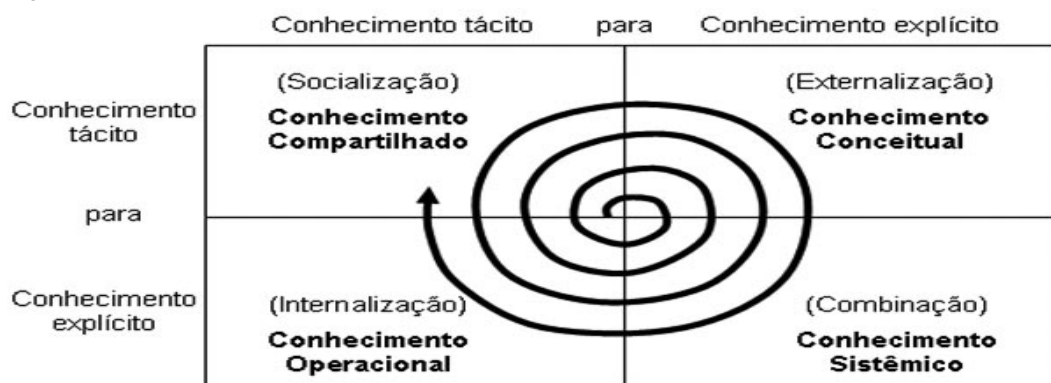 Conhecimento tácito para Conhecimento explícito
(Socialização)
Conhecimento
Compartilhado
(Externalização)
Conhecimento
Conceitual
Conhecimento
tácito
para
Conhecimento
explícito
(Internalização)
Conhecimento
Operacional
(Combinação)
Conhecimento
Sistêmico